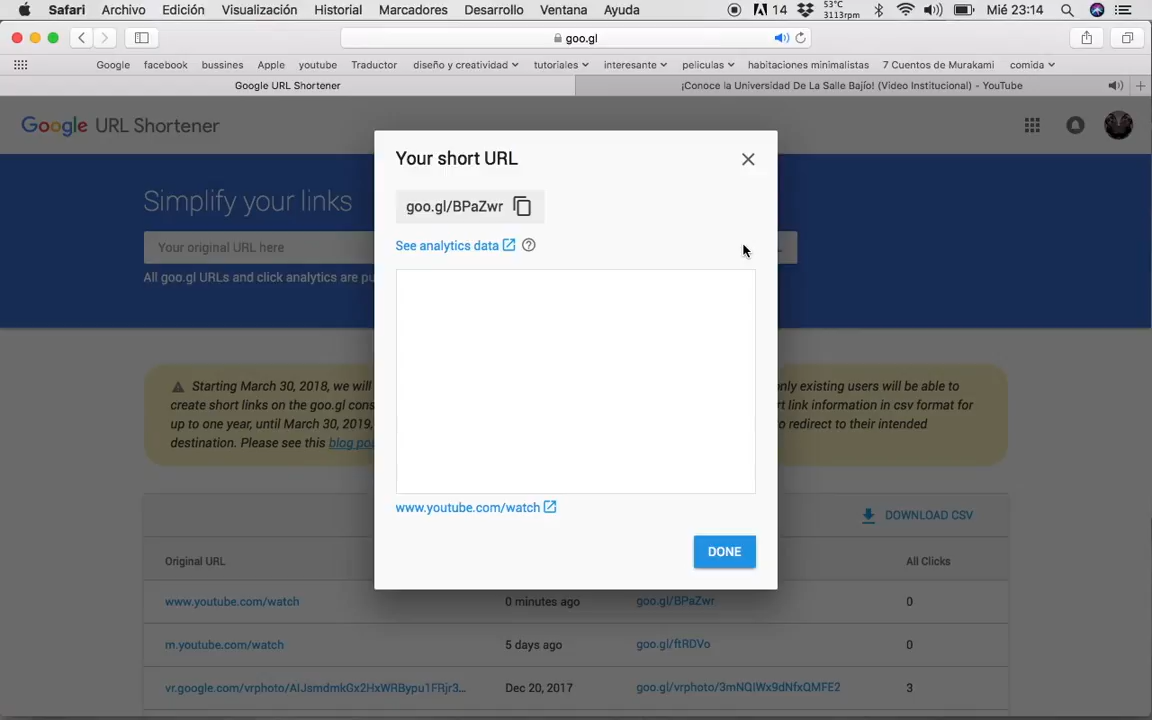 Safari Archivo Edición Visualización Historial Marcadores Desarrollo Ventana Ayuda 14 53°C 3113rpm Mié 23:14
goo.gl
Google facebook bussines Apple youtube Traductor diseño y creatividad tutoriales interesante peliculas habitaciones minimalistas 7 Cuentos de Murakami comida
Google URL Shortener ¡Conoce la Universidad De La Salle Bajío! (Video Institucional) - YouTube
Google URL Shortener
Your short URL
Simplify your links
goo.gl/BPaZwr
Your original URL here
See analytics data
All goo.gl URLs and click analytics are pu
Starting March 30, 2018, we will only existing users will be able to
create short links on the goo.gl cons rt link information in csv format for
up to one year, until March 30, 2019, o redirect to their intended
destination. Please see this blog po
www.youtube.com/watch
DOWNLOAD CSV
DONE
Original URL All Clicks
www.youtube.com/watch 0 minutes ago goo.gl/BPaZwr 0
m.youtube.com/watch 5 days ago goo.gl/ftRDVo 0
vr.google.com/vrphoto/AIJsmdmkGx2HxWRBypu1FRjr3... Dec 20, 2017 goo.gl/vrphoto/3mNQIWx9dNfxQMFE2 3